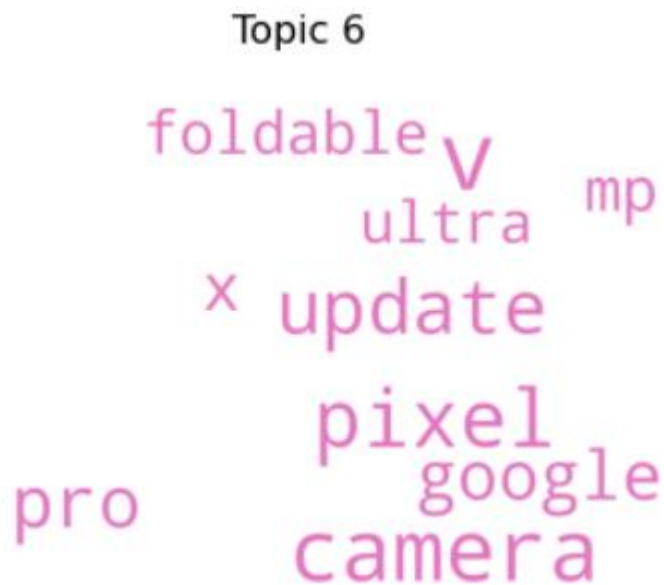 Topic 6
foldable
v
mp
ultra
x
update
pixel
google
pro
camera